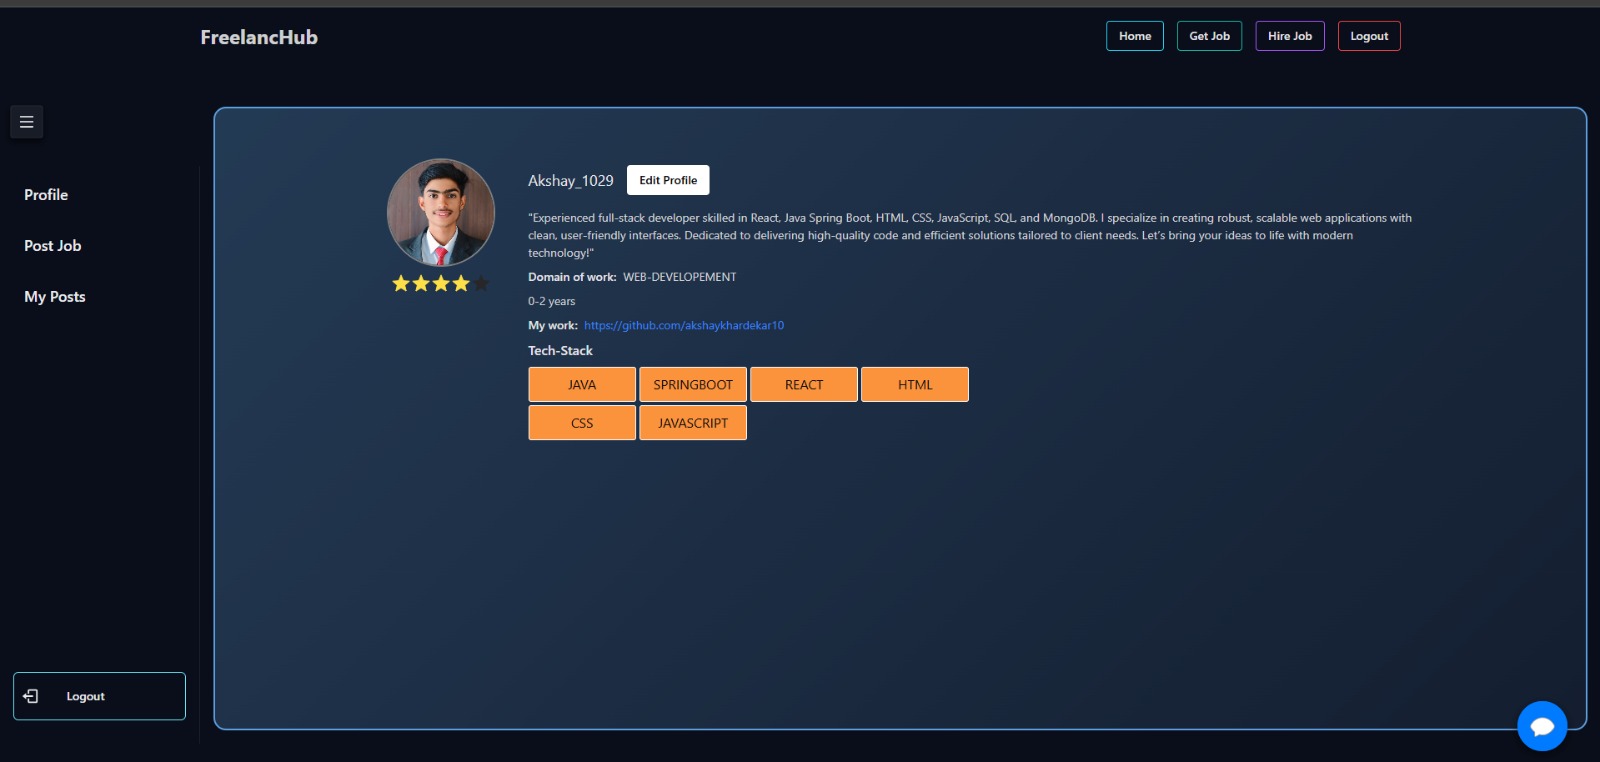 FreelancHub
Home
Get Job
Hire Job
Logout
Profile
Post Job
My Posts
Logout
Akshay_1029
Edit Profile
"Experienced full-stack developer skilled in React, Java Spring Boot, HTML, CSS, JavaScript, SQL, and MongoDB. I specialize in creating robust, scalable web applications with
clean, user-friendly interfaces. Dedicated to delivering high-quality code and efficient solutions tailored to client needs. Let’s bring your ideas to life with modern
technology!"
Domain of work: WEB-DEVELOPEMENT
0-2 years
My work: https://github.com/akshaykhardekar10
Tech-Stack
JAVA
SPRINGBOOT
REACT
HTML
CSS
JAVASCRIPT